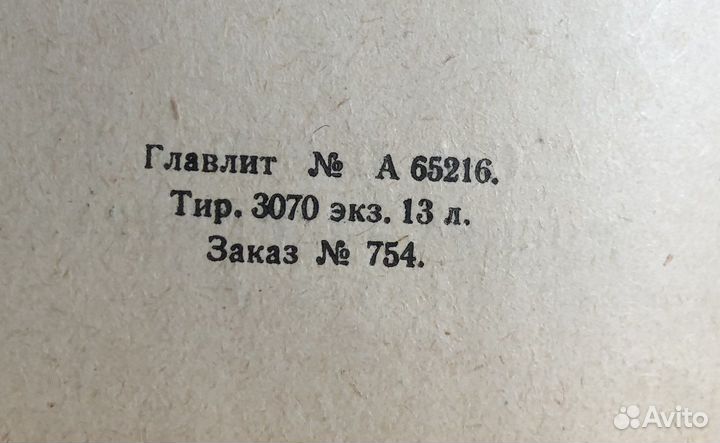 Главлит № А 65216.
Тир. 3070 экз. 13 л.
Заказ № 754.
Avito